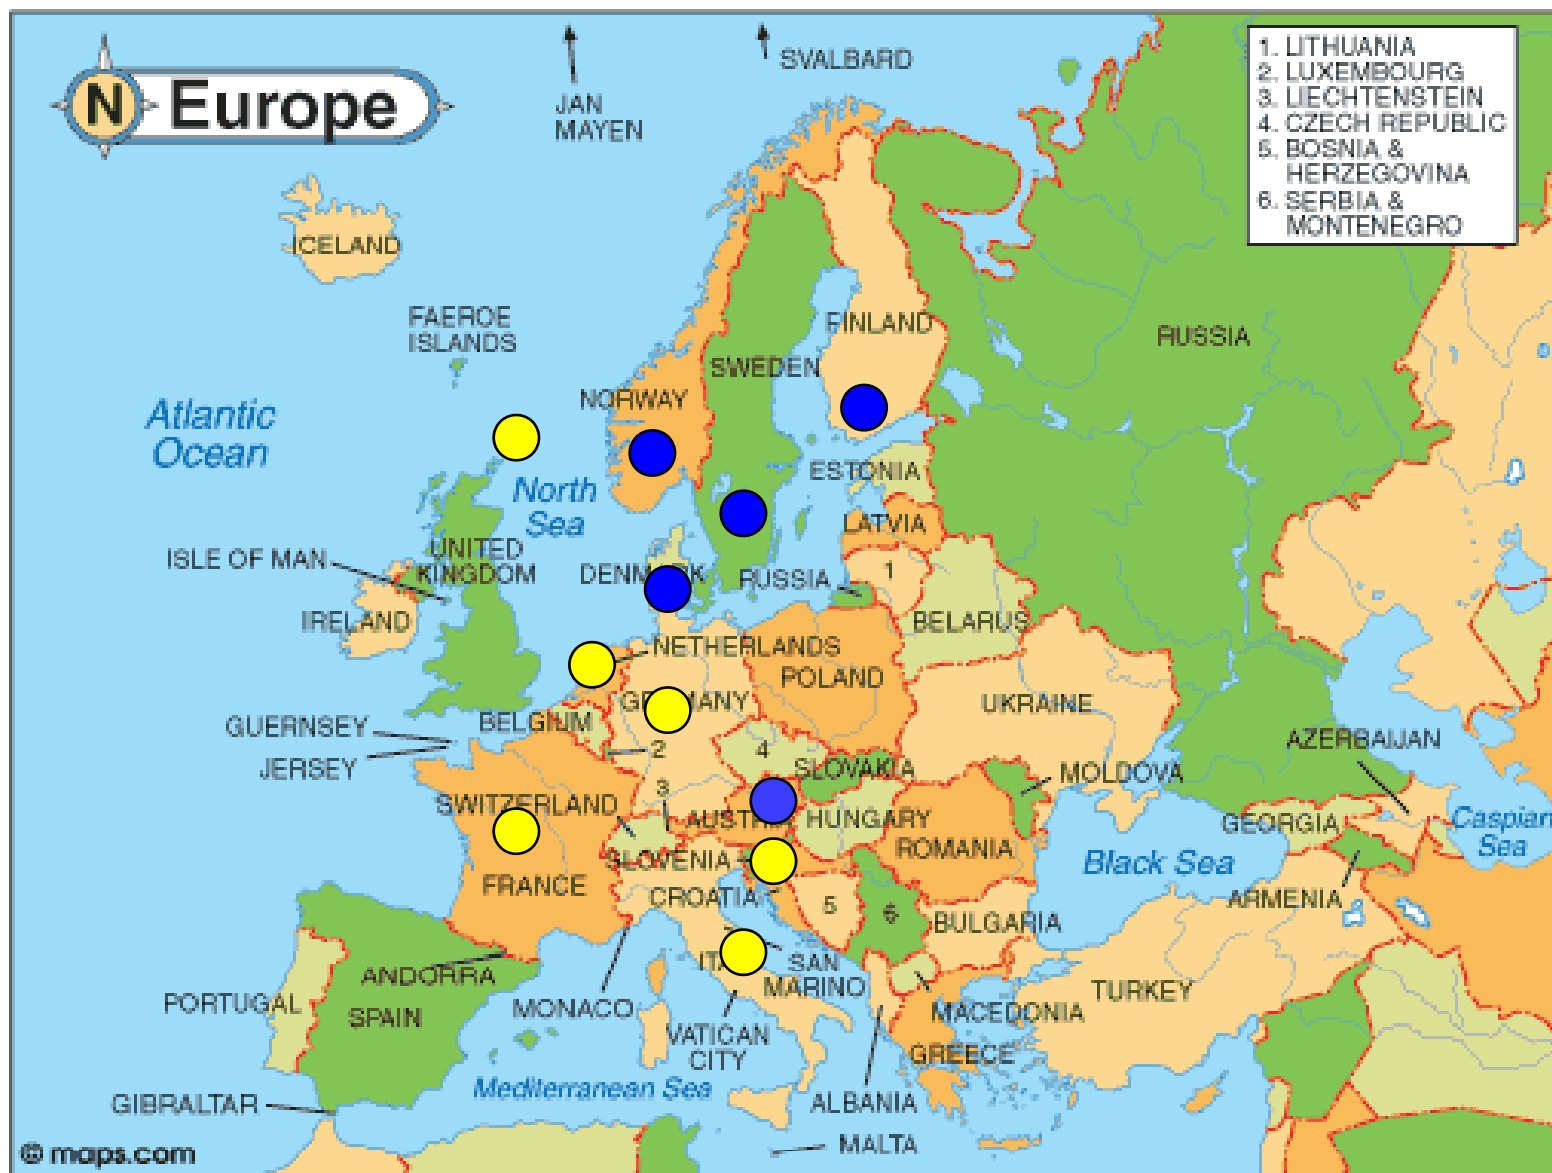 N Europe
JAN
MAYEN
SVALBARD
1. LITHUANIA
2. LUXEMBOURG
3. LIECHTENSTEIN
4. CZECH REPUBLIC
5. BOSNIA &
HERZEGOVINA
6. SERBIA &
MONTENEGRO
ICELAND
FAEROE
ISLANDS
FINLAND
RUSSIA
SWEDEN
NORWAY
Atlantic
Ocean
North
Sea
ESTONIA
LATVIA
ISLE OF MAN
UNITED
KINGDOM
RUSSIA
1
IRELAND
BELARUS
NETHERLANDS
POLAND
UKRAINE
GUERNSEY
BELGIUM
JERSEY
2
4
AZERBAIJAN
SLOVAKIA
MOLDOVA
3
SWITZERLAND
HUNGARY
GEORGIA
Caspian
Sea
ROMANIA
Black Sea
SLOVENIA
FRANCE
CROATIA
5
6
BULGARIA
ARMENIA
SAN
MARINO
ANDORRA
PORTUGAL
SPAIN
MONACO
VATICAN
CITY
MACEDONIA
TURKEY
GREECE
Mediterranean Sea
GIBRALTAR
ALBANIA
MALTA
© maps.com